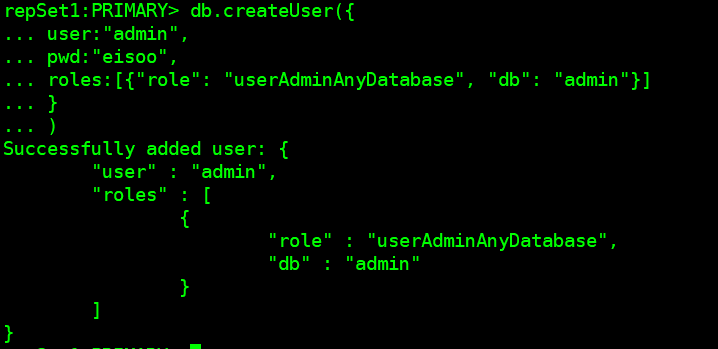 repSet1:PRIMARY> db.createUser({
... user:"admin",
... pwd:"eisoo",
... roles:[{"role": "userAdminAnyDatabase", "db": "admin"}]
... }
... )
Successfully added user: {
        "user" : "admin",
        "roles" : [
                {
                        "role" : "userAdminAnyDatabase",
                        "db" : "admin"
                }
        ]
}